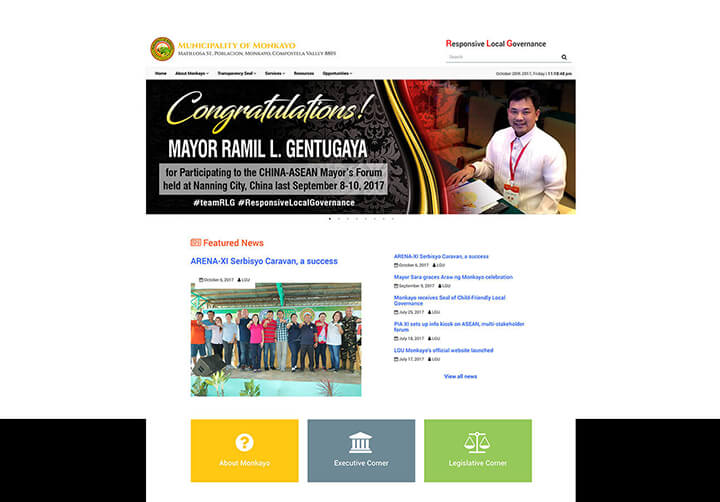 MUNICIPALITY OF MONKAYO
MATILLOSA ST, POBLACION, MONKAYO, COMPOSTELA VALLEY 8805
Responsive Local Governance
Search
Home About Monkayo Transparency Seal Services Resources Opportunities October 20th 2017, Friday | 11:18:48 pm
Congratulations!
MAYOR RAMIL L. GENTUGAYA
for Participating to the CHINA-ASEAN Mayor's Forum
held at Nanning City, China last September 8-10, 2017
#teamRLG #ResponsiveLocalGovernance
Featured News
ARENA-XI Serbisyo Caravan, a success
October 6, 2017 LGU
ARENA-XI Serbisyo Caravan, a success
October 6, 2017 LGU
Mayor Sara graces Araw ng Monkayo celebration
September 5, 2017 LGU
Monkayo receives Seal of Child-Friendly Local
Governance
July 25, 2017 LGU
PIA XI sets up info kiosk on ASEAN, multi-stakeholder
forum
July 18, 2017 LGU
LGU Monkayo's official website launched
July 17, 2017 LGU
View all news
About Monkayo
Executive Corner
Legislative Corner